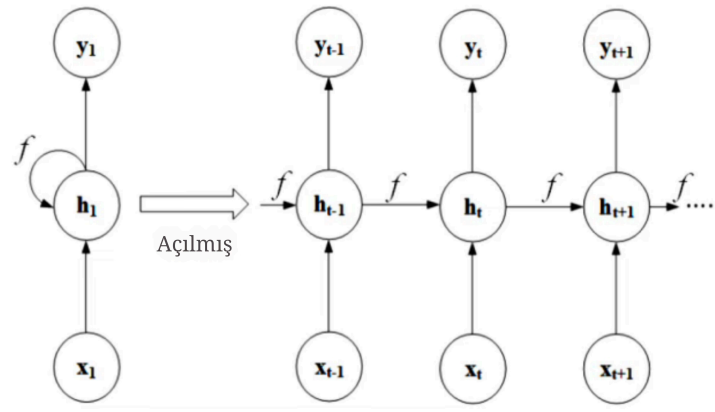 y₁ yₜ₋₁ yₜ yₜ₊₁
f
h₁ f hₜ₋₁ f hₜ f hₜ₊₁ f ....
Açılmış
x₁ xₜ₋₁ xₜ xₜ₊₁